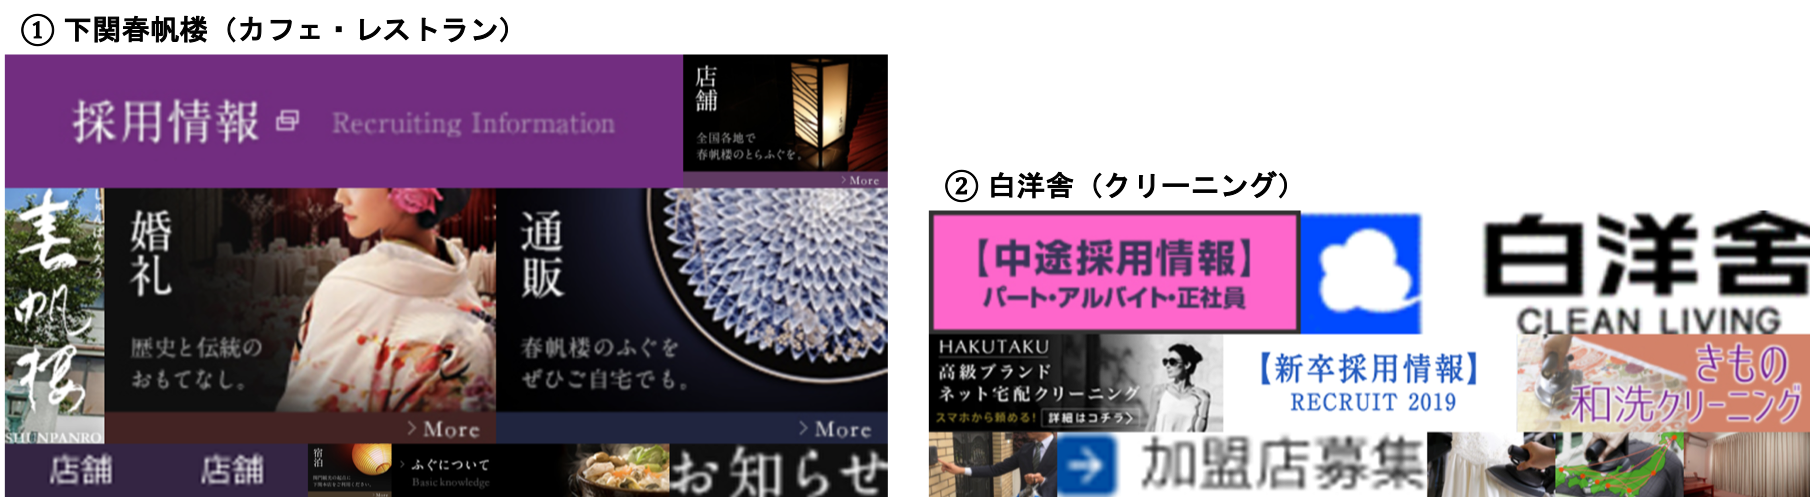 ① 下関春帆楼（カフェ・レストラン）
採用情報 Recruiting Information
店舗
全国各地で
春帆楼のとらふぐを。
> More
春帆楼
SHUNPANRO
婚礼
歴史と伝統の
おもてなし。
> More
通販
春帆楼のふぐを
ぜひご自宅でも。
> More
店舗
店舗
宿泊
> ふぐについて
Basic knowledge
お知らせ
② 白洋舍（クリーニング）
【中途採用情報】
パート・アルバイト・正社員
白洋舍
CLEAN LIVING
HAKUTAKU
高級ブランド
ネット宅配クリーニング
スマホから頼める! 詳細はコチラ>
【新卒採用情報】
RECRUIT 2019
きもの
和洗クリーニング
加盟店募集